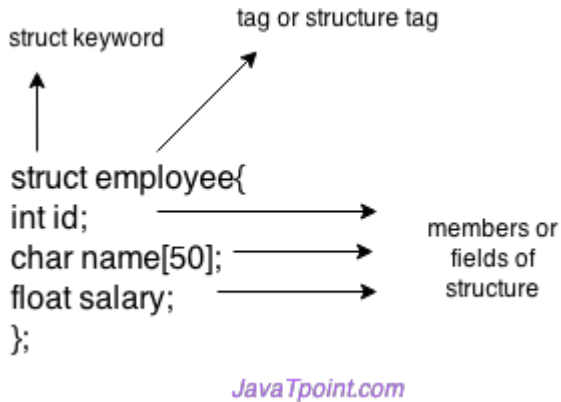 struct keyword
tag or structure tag
struct employee{
int id;
char name[50];
float salary;
};
members or
fields of
structure
JavaTpoint.com